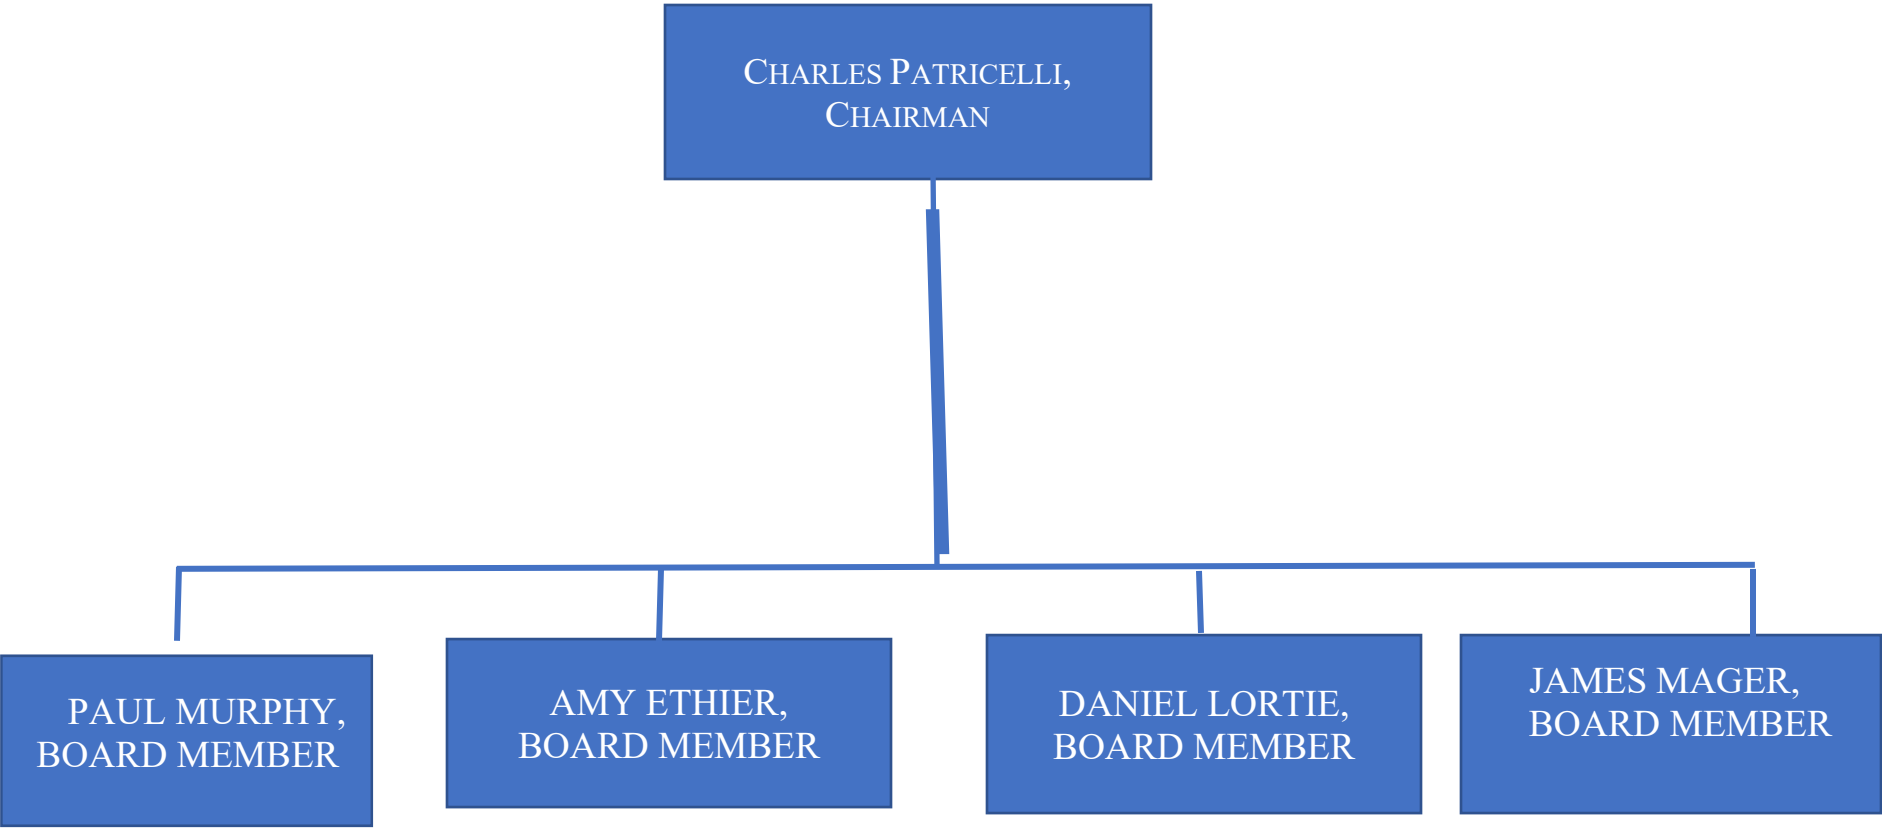 CHARLES PATRICELLI,
CHAIRMAN
PAUL MURPHY,
BOARD MEMBER
AMY ETHIER,
BOARD MEMBER
DANIEL LORTIE,
BOARD MEMBER
JAMES MAGER,
BOARD MEMBER